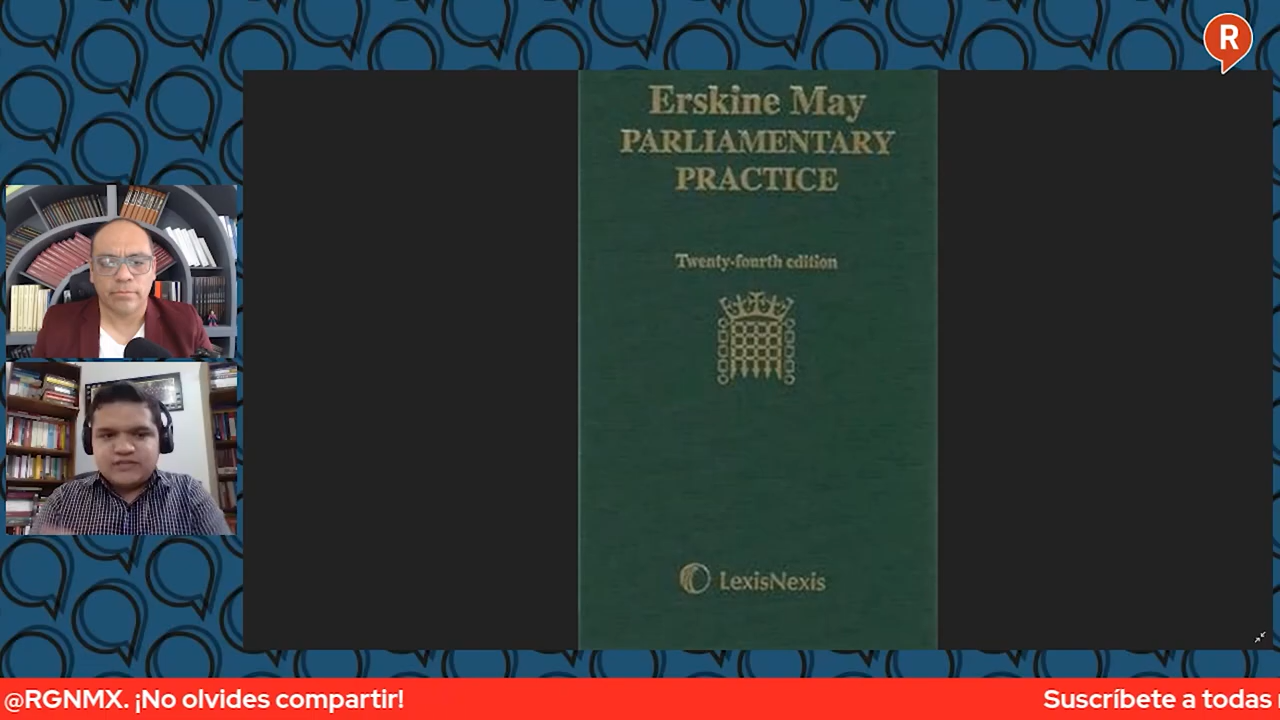 R
Erskine May
PARLIAMENTARY
PRACTICE
Twenty-fourth edition
LexisNexis
@RGNMX. ¡No olvides compartir!
Suscríbete a todas